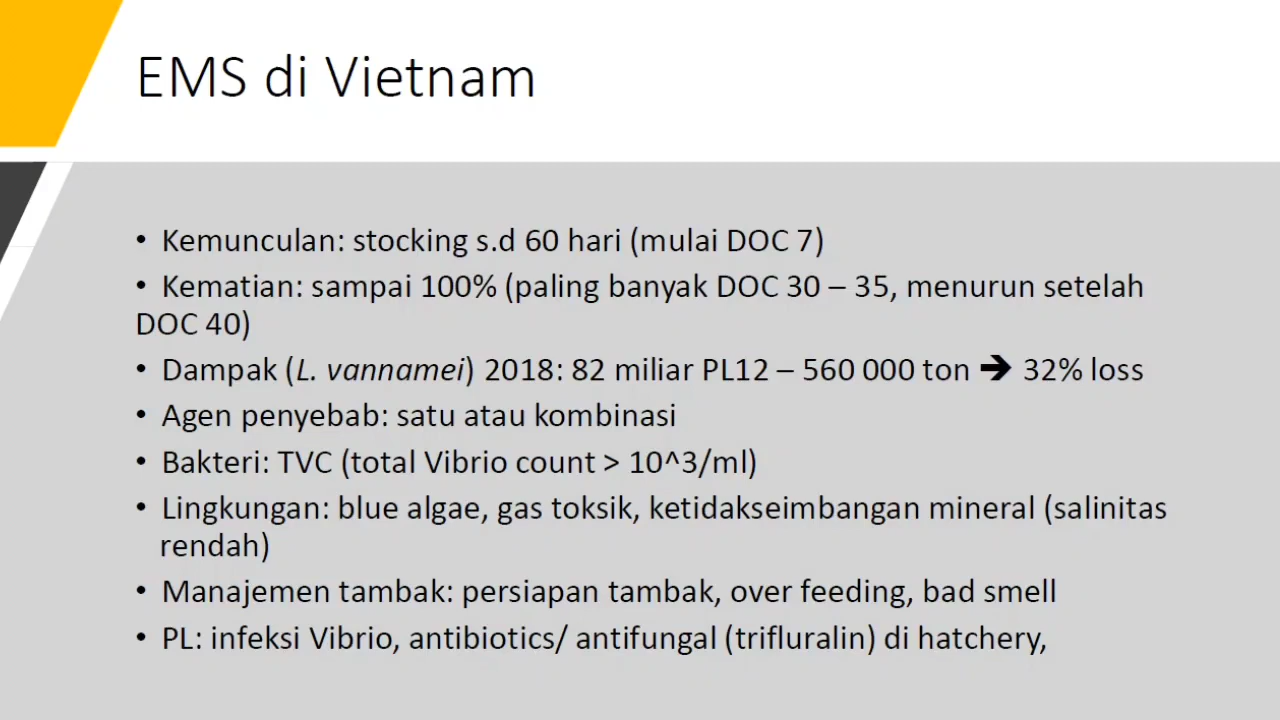 EMS di Vietnam
• Kemunculan: stocking s.d 60 hari (mulai DOC 7)
• Kematian: sampai 100% (paling banyak DOC 30 – 35, menurun setelah
DOC 40)
• Dampak (L. vannamei) 2018: 82 miliar PL12 – 560 000 ton 🡺 32% loss
• Agen penyebab: satu atau kombinasi
• Bakteri: TVC (total Vibrio count > 10^3/ml)
• Lingkungan: blue algae, gas toksik, ketidakseimbangan mineral (salinitas
rendah)
• Manajemen tambak: persiapan tambak, over feeding, bad smell
• PL: infeksi Vibrio, antibiotics/ antifungal (trifluralin) di hatchery,